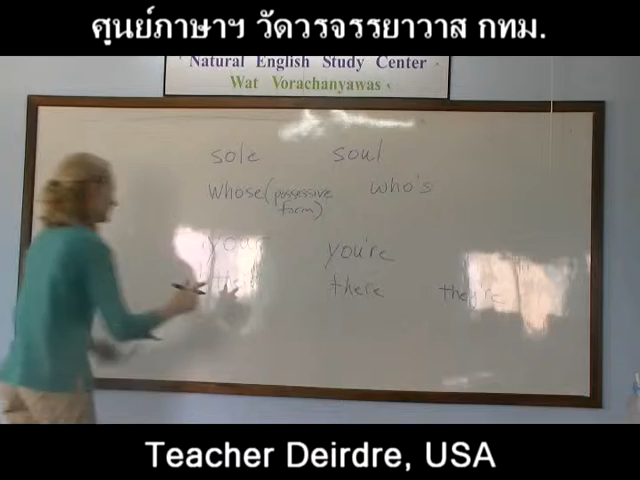 ศูนย์ภาษาฯ วัดวรจรรยาวาส กทม.
Natural English Study Center
Wat Vorachanyawas
sole soul
whose (possessive who's
form)
your you're
there they're
Teacher Deirdre, USA